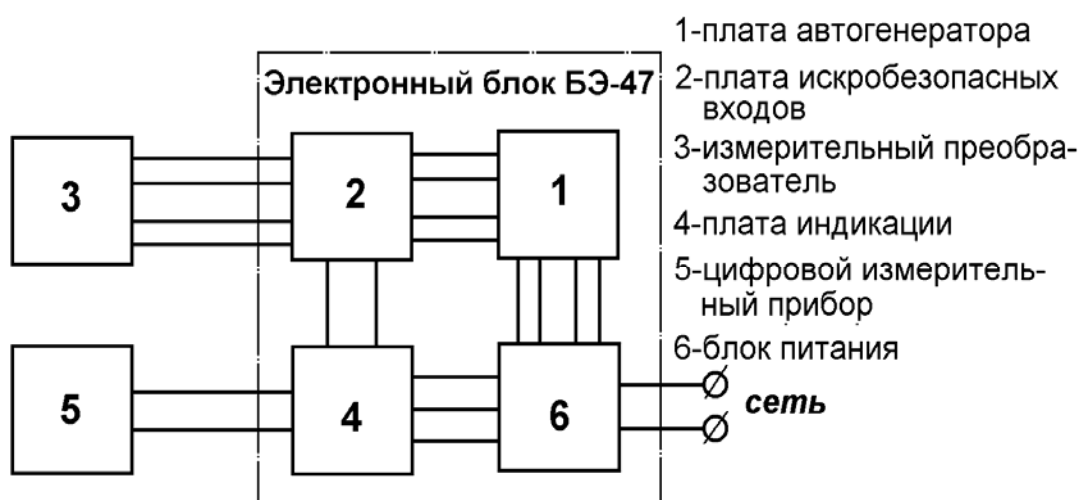 Электронный блок БЭ-47
3
2
1
5
4
6
сеть
1-плата автогенератора
2-плата искробезопасных
входов
3-измерительный преобра-
зователь
4-плата индикации
5-цифровой измеритель-
ный прибор
6-блок питания